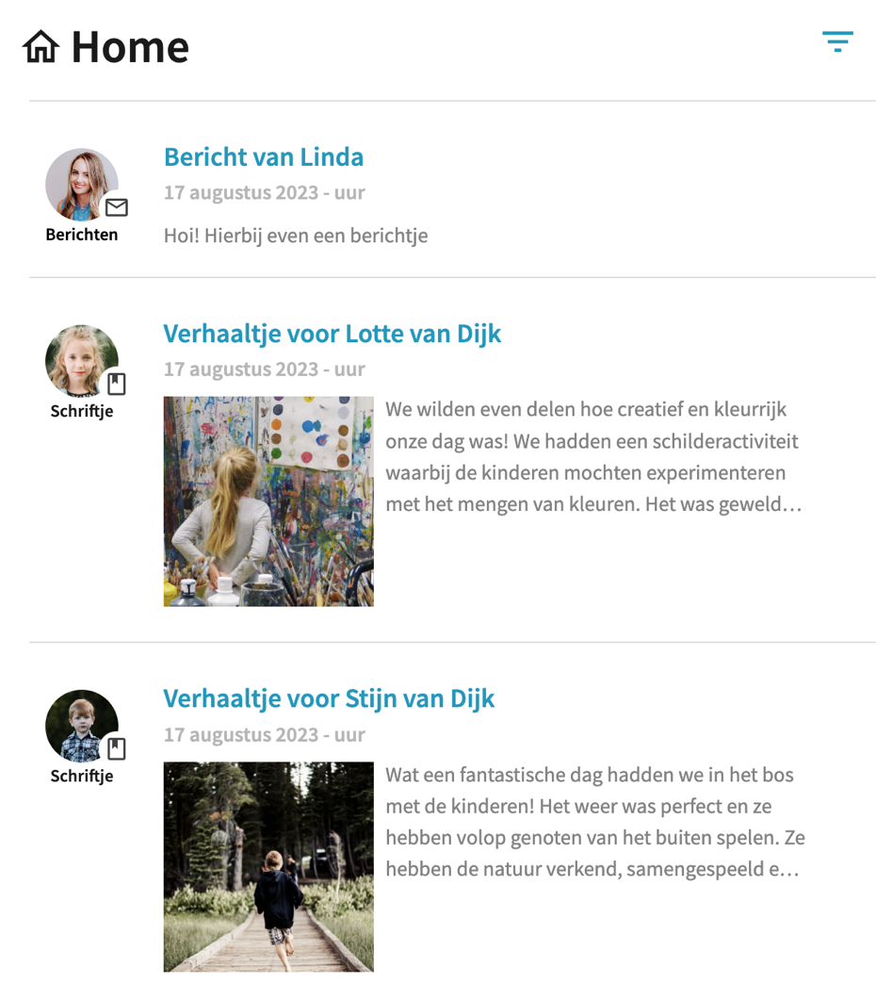 Home
Bericht van Linda
17 augustus 2023 - uur
Berichten
Hoi! Hierbij even een berichtje
Verhaaltje voor Lotte van Dijk
17 augustus 2023 - uur
Schriftje
We wilden even delen hoe creatief en kleurrijk
onze dag was! We hadden een schilderactiviteit
waarbij de kinderen mochten experimenteren
met het mengen van kleuren. Het was geweld…
Verhaaltje voor Stijn van Dijk
17 augustus 2023 - uur
Schriftje
Wat een fantastische dag hadden we in het bos
met de kinderen! Het weer was perfect en ze
hebben volop genoten van het buiten spelen. Ze
hebben de natuur verkend, samengespeeld e…